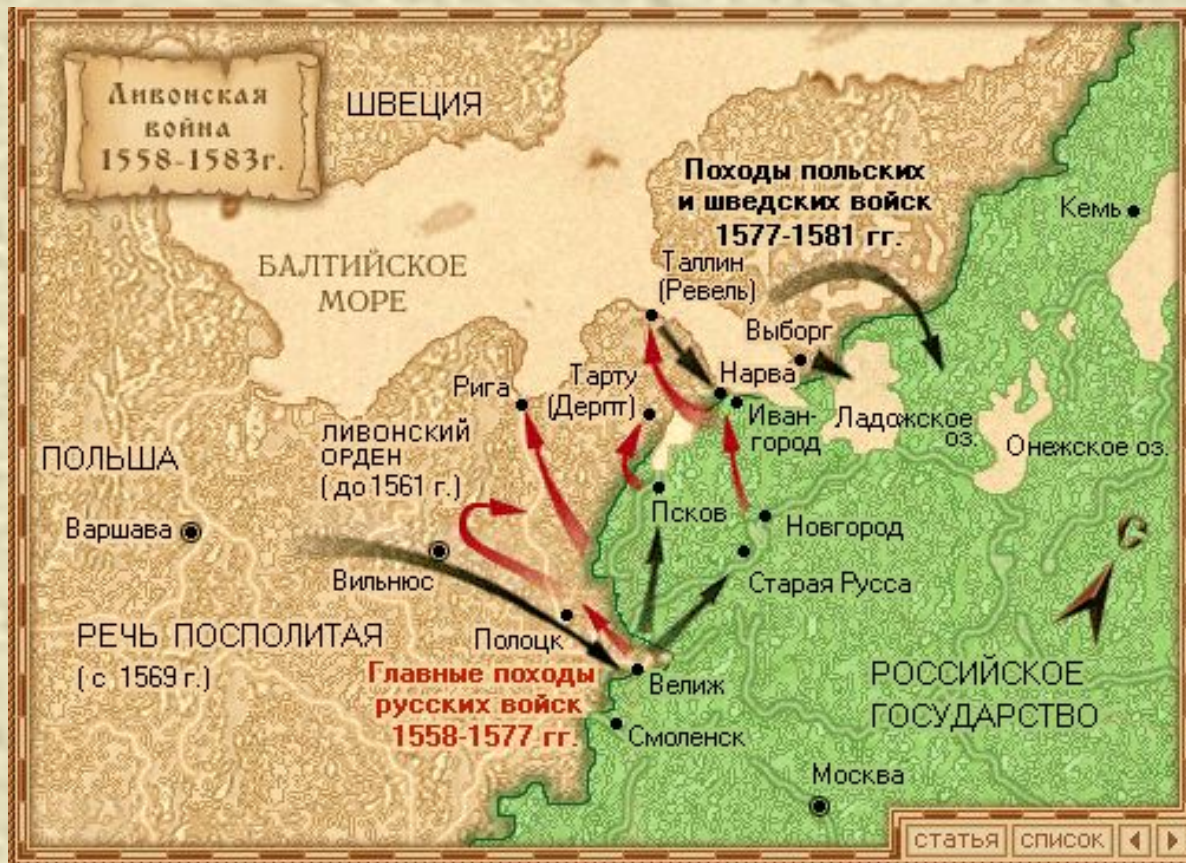 Ливонская
война
1558-1583г.
ШВЕЦИЯ
Походы польских
и шведских войск
1577-1581 гг.
Кемь
БАЛТИЙСКОЕ
МОРЕ
Таллин
(Ревель)
Выборг
Рига
Тарту
(Дерпт)
Нарва
Иван-
город
Ладожское
оз.
Онежское оз.
ЛИВОНСКИЙ
ОРДЕН
(до 1561 г.)
ПОЛЬША
Варшава
Псков
Новгород
С
Вильнюс
Старая Русса
Полоцк
РЕЧЬ ПОСПОЛИТАЯ
(с 1569 г.)
Главные походы
русских войск
1558-1577 гг.
Велиж
РОССИЙСКОЕ
ГОСУДАРСТВО
Смоленск
Москва
статья список